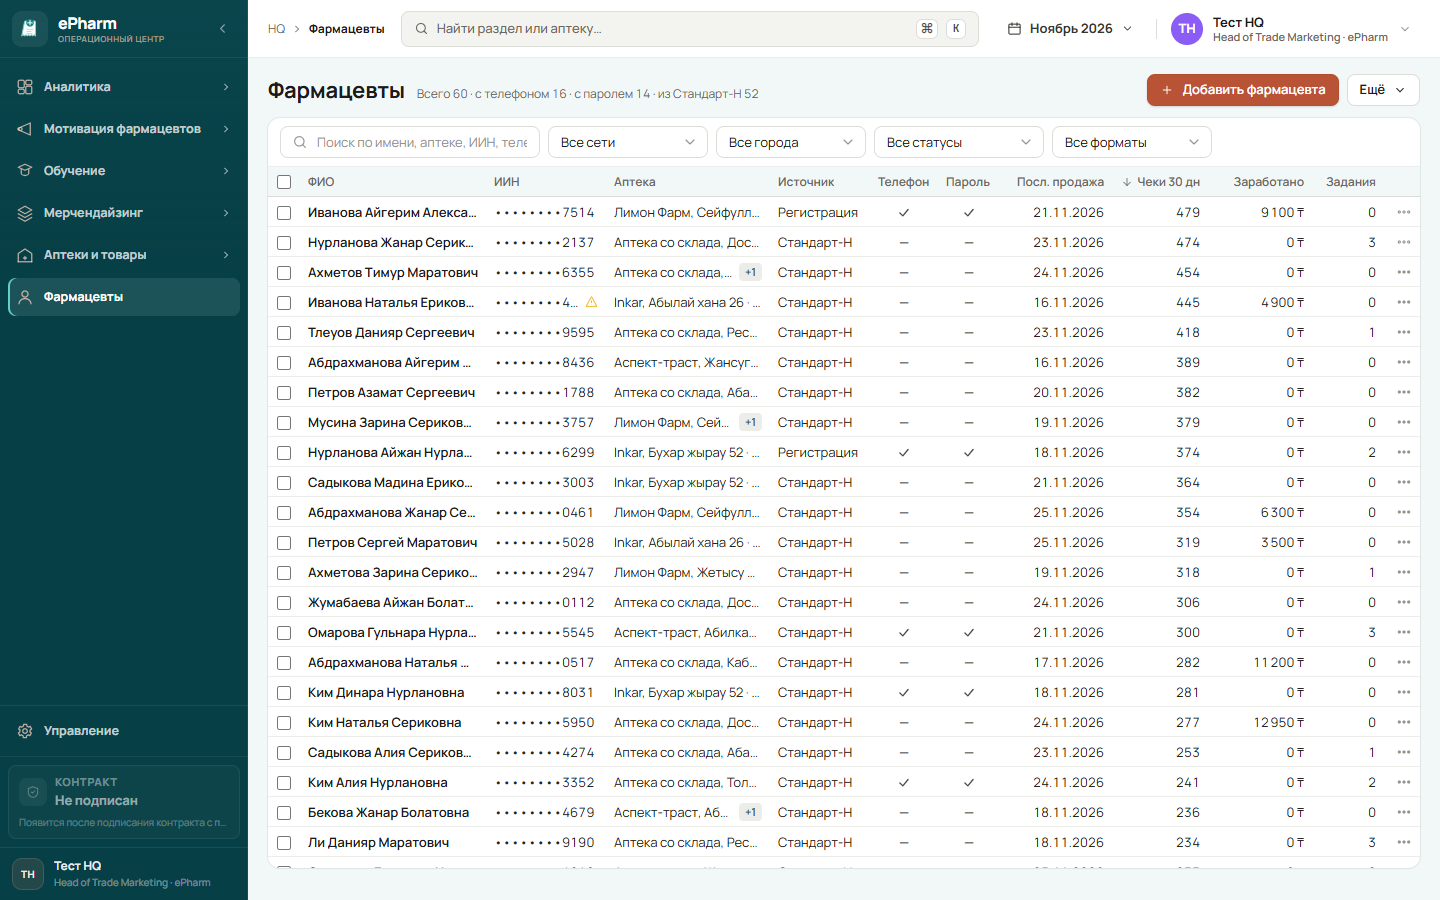 ePharm
ОПЕРАЦИОННЫЙ ЦЕНТР
Аналитика
Мотивация фармацевтов
Обучение
Мерчендайзинг
Аптеки и товары
Фармацевты
Управление
КОНТРАКТ
Не подписан
Появится после подписания контракта с п...
TH Тест HQ
Head of Trade Marketing · ePharm
HQ > Фармацевты
Найти раздел или аптеку... ⌘ K
Ноябрь 2026
TH Тест HQ
Head of Trade Marketing · ePharm
Фармацевты Всего 60 · с телефоном 16 · с паролем 14 · из Стандарт-Н 52
+ Добавить фармацевта
Ещё
Поиск по имени, аптеке, ИИН, теле
Все сети
Все города
Все статусы
Все форматы
ФИО ИИН Аптека Источник Телефон Пароль Посл. продажа ↓ Чеки 30 дн Заработано Задания
Иванова Айгерим Алекса... ••••••••7514 Лимон Фарм, Сейфулл... Регистрация ✓ ✓ 21.11.2026 479 9 100 ₸ 0 •••
Нурланова Жанар Серик... ••••••••2137 Аптека со склада, Дос... Стандарт-Н – – 23.11.2026 474 0 ₸ 3 •••
Ахметов Тимур Маратович ••••••••6355 Аптека со склада,... +1 Стандарт-Н – – 24.11.2026 454 0 ₸ 0 •••
Иванова Наталья Ериков... ••••••••4... Inkar, Абылай хана 26 · ... Стандарт-Н – – 16.11.2026 445 4 900 ₸ 0 •••
Тлеуов Данияр Сергеевич ••••••••9595 Аптека со склада, Рес... Стандарт-Н – – 23.11.2026 418 0 ₸ 1 •••
Абдрахманова Айгерим ... ••••••••8436 Аспект-траст, Жансуг... Стандарт-Н – – 16.11.2026 389 0 ₸ 0 •••
Петров Азамат Сергеевич ••••••••1788 Аптека со склада, Аба... Стандарт-Н – – 20.11.2026 382 0 ₸ 0 •••
Мусина Зарина Сериков... ••••••••3757 Лимон Фарм, Сей... +1 Стандарт-Н – – 19.11.2026 379 0 ₸ 0 •••
Нурланова Айжан Нурла... ••••••••6299 Inkar, Бухар жырау 52 · ... Регистрация ✓ ✓ 18.11.2026 374 0 ₸ 2 •••
Садыкова Мадина Ерико... ••••••••3003 Inkar, Бухар жырау 52 · ... Стандарт-Н – – 21.11.2026 364 0 ₸ 0 •••
Абдрахманова Жанар Се... ••••••••0461 Лимон Фарм, Сейфулл... Стандарт-Н – – 25.11.2026 354 6 300 ₸ 0 •••
Петров Сергей Маратович ••••••••5028 Inkar, Абылай хана 26 · ... Стандарт-Н – – 25.11.2026 319 3 500 ₸ 0 •••
Ахметова Зарина Серико... ••••••••2947 Лимон Фарм, Жетысу ... Стандарт-Н – – 19.11.2026 318 0 ₸ 1 •••
Жумабаева Айжан Болат... ••••••••0112 Аптека со склада, Дос... Стандарт-Н – – 24.11.2026 306 0 ₸ 0 •••
Омарова Гульнара Нурла... ••••••••5545 Аспект-траст, Абилка... Стандарт-Н ✓ ✓ 21.11.2026 300 0 ₸ 3 •••
Абдрахманова Наталья ... ••••••••0517 Аптека со склада, Каб... Стандарт-Н – – 17.11.2026 282 11 200 ₸ 0 •••
Ким Динара Нурлановна ••••••••8031 Inkar, Бухар жырау 52 · ... Стандарт-Н ✓ ✓ 18.11.2026 281 0 ₸ 0 •••
Ким Наталья Сериковна ••••••••5950 Аптека со склада, Дос... Стандарт-Н – – 24.11.2026 277 12 950 ₸ 0 •••
Садыкова Алия Сериков... ••••••••4274 Аптека со склада, Аба... Стандарт-Н – – 23.11.2026 253 0 ₸ 1 •••
Ким Алия Нурлановна ••••••••3352 Аптека со склада, Тол... Стандарт-Н ✓ ✓ 24.11.2026 241 0 ₸ 2 •••
Бекова Жанар Болатовна ••••••••4679 Аспект-траст, Аб... +1 Стандарт-Н – – 18.11.2026 236 0 ₸ 0 •••
Ли Данияр Маратович ••••••••9190 Аптека со склада, Рес... Стандарт-Н – – 18.11.2026 234 0 ₸ 3 •••